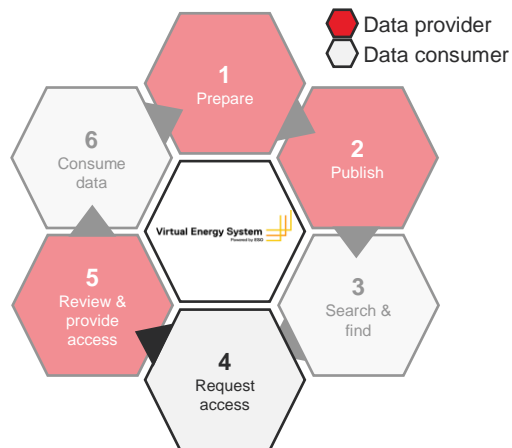 Data provider
Data consumer
1
Prepare
2
Publish
3
Search &
find
4
Request
access
5
Review &
provide
access
6
Consume
data
Virtual Energy System
Powered by ESO